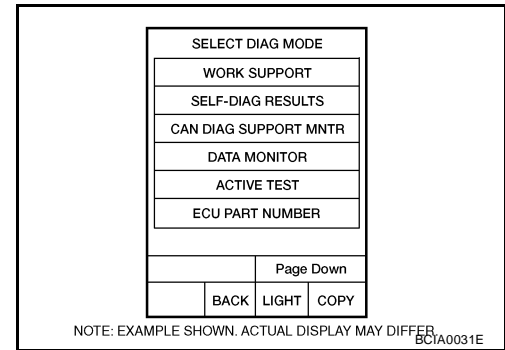 SELECT DIAG MODE
WORK SUPPORT
SELF-DIAG RESULTS
CAN DIAG SUPPORT MNTR
DATA MONITOR
ACTIVE TEST
ECU PART NUMBER
Page Down
BACK LIGHT COPY
NOTE: EXAMPLE SHOWN. ACTUAL DISPLAY MAY DIFFER.
BCIA0031E